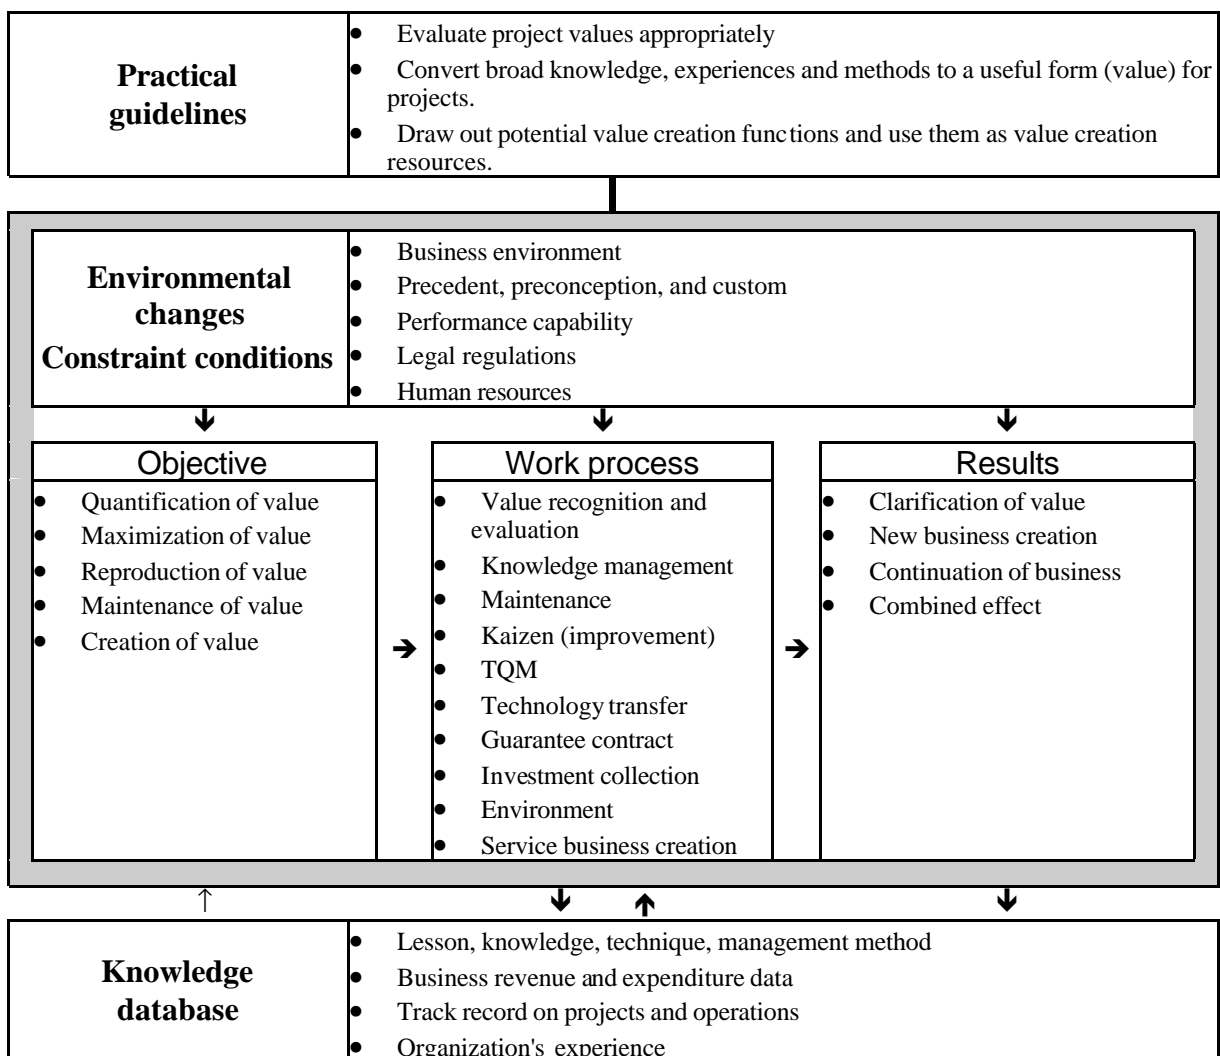 Practical
guidelines
● Evaluate project values appropriately
● Convert broad knowledge, experiences and methods to a useful form (value) for
projects.
● Draw out potential value creation functions and use them as value creation
resources.
Environmental
changes
Constraint conditions
● Business environment
● Precedent, preconception, and custom
● Performance capability
● Legal regulations
● Human resources
Objective
● Quantification of value
● Maximization of value
● Reproduction of value
● Maintenance of value
● Creation of value
Work process
● Value recognition and
evaluation
● Knowledge management
● Maintenance
● Kaizen (improvement)
● TQM
● Technology transfer
● Guarantee contract
● Investment collection
● Environment
● Service business creation
Results
● Clarification of value
● New business creation
● Continuation of business
● Combined effect
Knowledge
database
● Lesson, knowledge, technique, management method
● Business revenue and expenditure data
● Track record on projects and operations
● Organization's experience